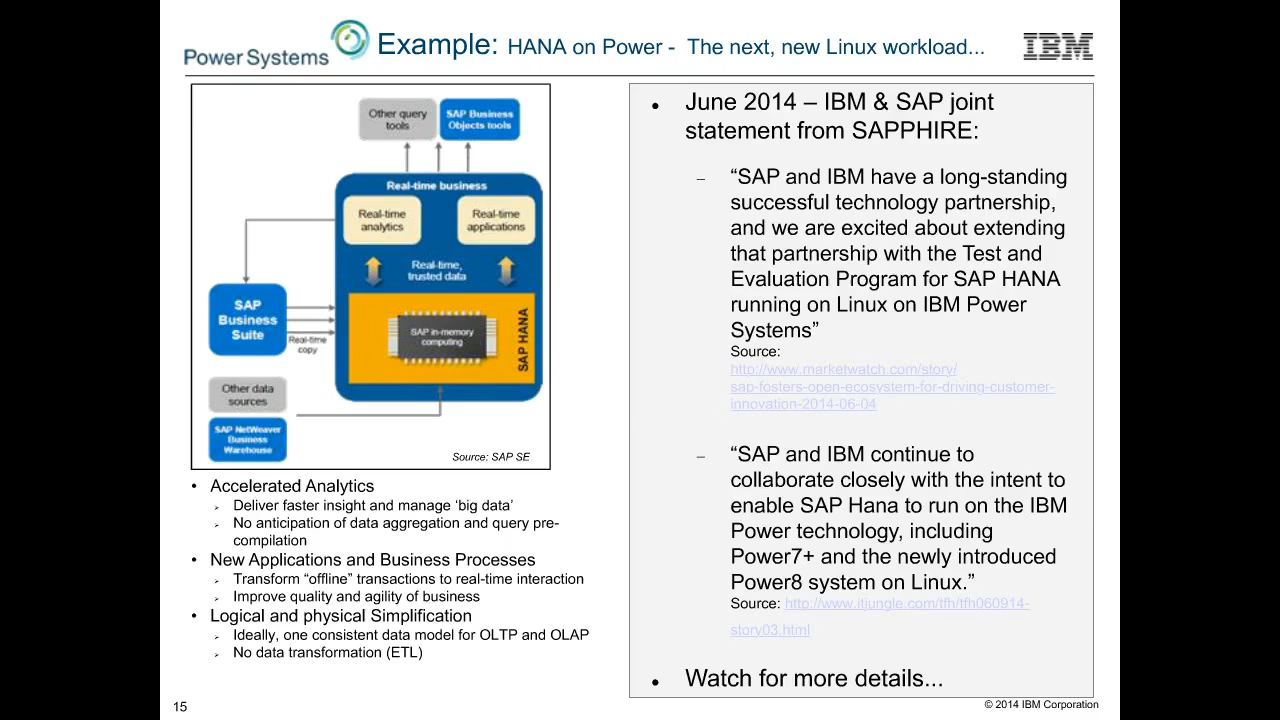 Power Systems
Example: HANA on Power - The next, new Linux workload...
IBM
Other query
tools
SAP Business
Objects tools
Real-time business
Real-time
analytics
Real-time
applications
Real-time,
trusted data
SAP
Business
Suite
Real-time
copy
SAP in-memory
computing
SAP HANA
Other data
sources
SAP NetWeaver
Business
Warehouse
Source: SAP SE
• Accelerated Analytics
➢ Deliver faster insight and manage ‘big data’
➢ No anticipation of data aggregation and query pre-
compilation
• New Applications and Business Processes
➢ Transform “offline” transactions to real-time interaction
➢ Improve quality and agility of business
• Logical and physical Simplification
➢ Ideally, one consistent data model for OLTP and OLAP
➢ No data transformation (ETL)
● June 2014 – IBM & SAP joint
statement from SAPPHIRE:
– “SAP and IBM have a long-standing
successful technology partnership,
and we are excited about extending
that partnership with the Test and
Evaluation Program for SAP HANA
running on Linux on IBM Power
Systems”
Source:
http://www.marketwatch.com/story/
sap-fosters-open-ecosystem-for-driving-customer-
innovation-2014-06-04
– “SAP and IBM continue to
collaborate closely with the intent to
enable SAP Hana to run on the IBM
Power technology, including
Power7+ and the newly introduced
Power8 system on Linux.”
Source: http://www.itjungle.com/tfh/tfh060914-
story03.html
● Watch for more details...
15
© 2014 IBM Corporation